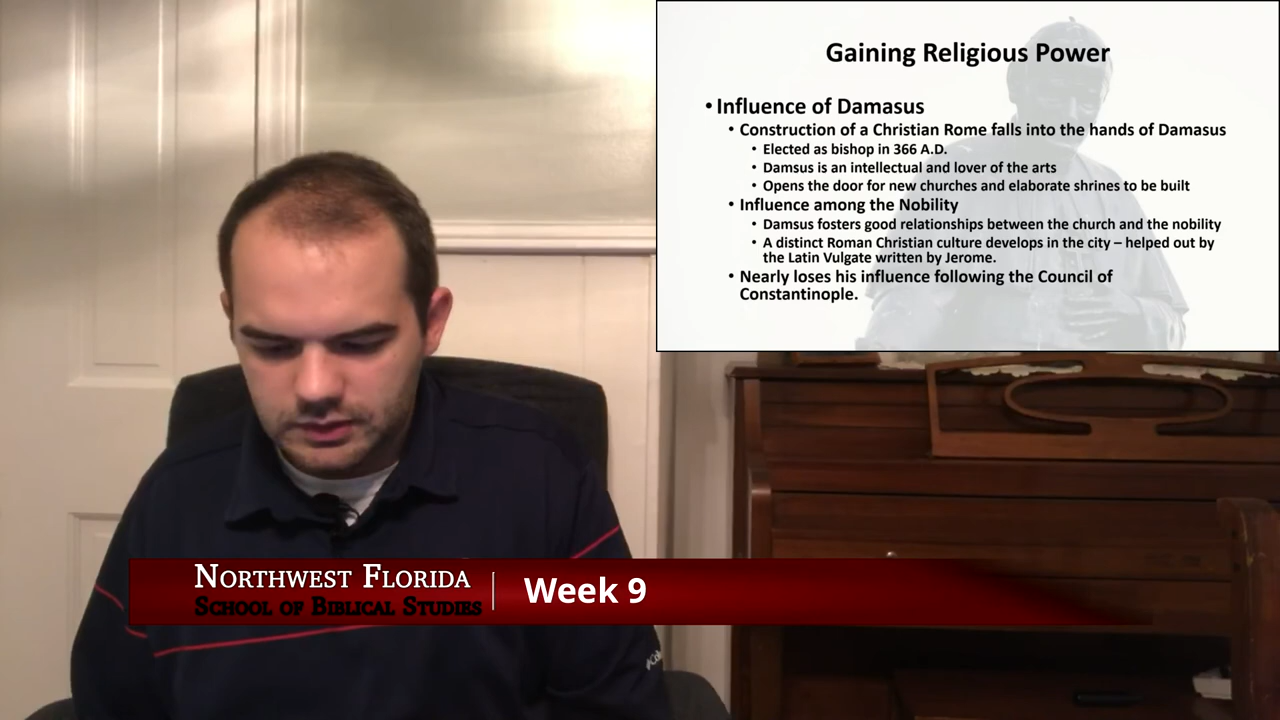 Gaining Religious Power
• Influence of Damasus
• Construction of a Christian Rome falls into the hands of Damasus
• Elected as bishop in 366 A.D.
• Damsus is an intellectual and lover of the arts
• Opens the door for new churches and elaborate shrines to be built
• Influence among the Nobility
• Damsus fosters good relationships between the church and the nobility
• A distinct Roman Christian culture develops in the city – helped out by
the Latin Vulgate written by Jerome.
• Nearly loses his influence following the Council of
Constantinople.
Northwest Florida
School of Biblical Studies
Week 9